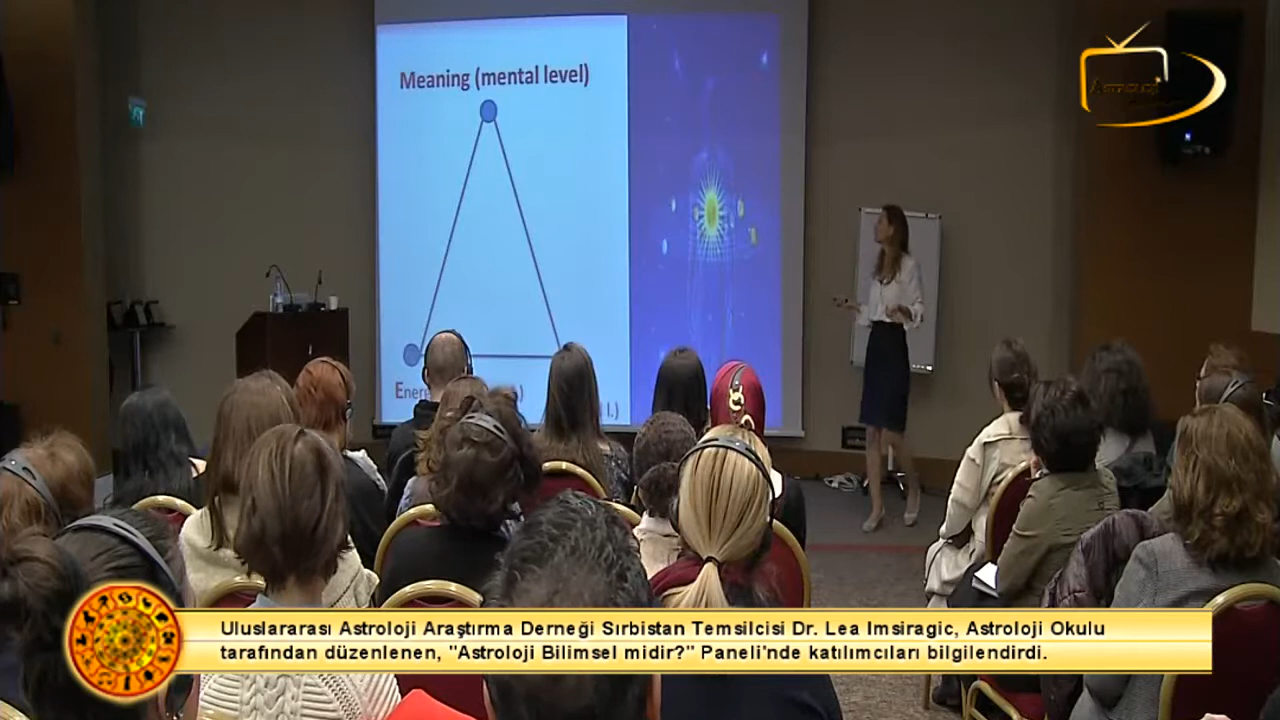 Meaning (mental level)
Astroloji
Uluslararası Astroloji Araştırma Derneği Sırbistan Temsilcisi Dr. Lea Imsiragic, Astroloji Okulu
tarafından düzenlenen, "Astroloji Bilimsel midir?" Paneli'nde katılımcıları bilgilendirdi.